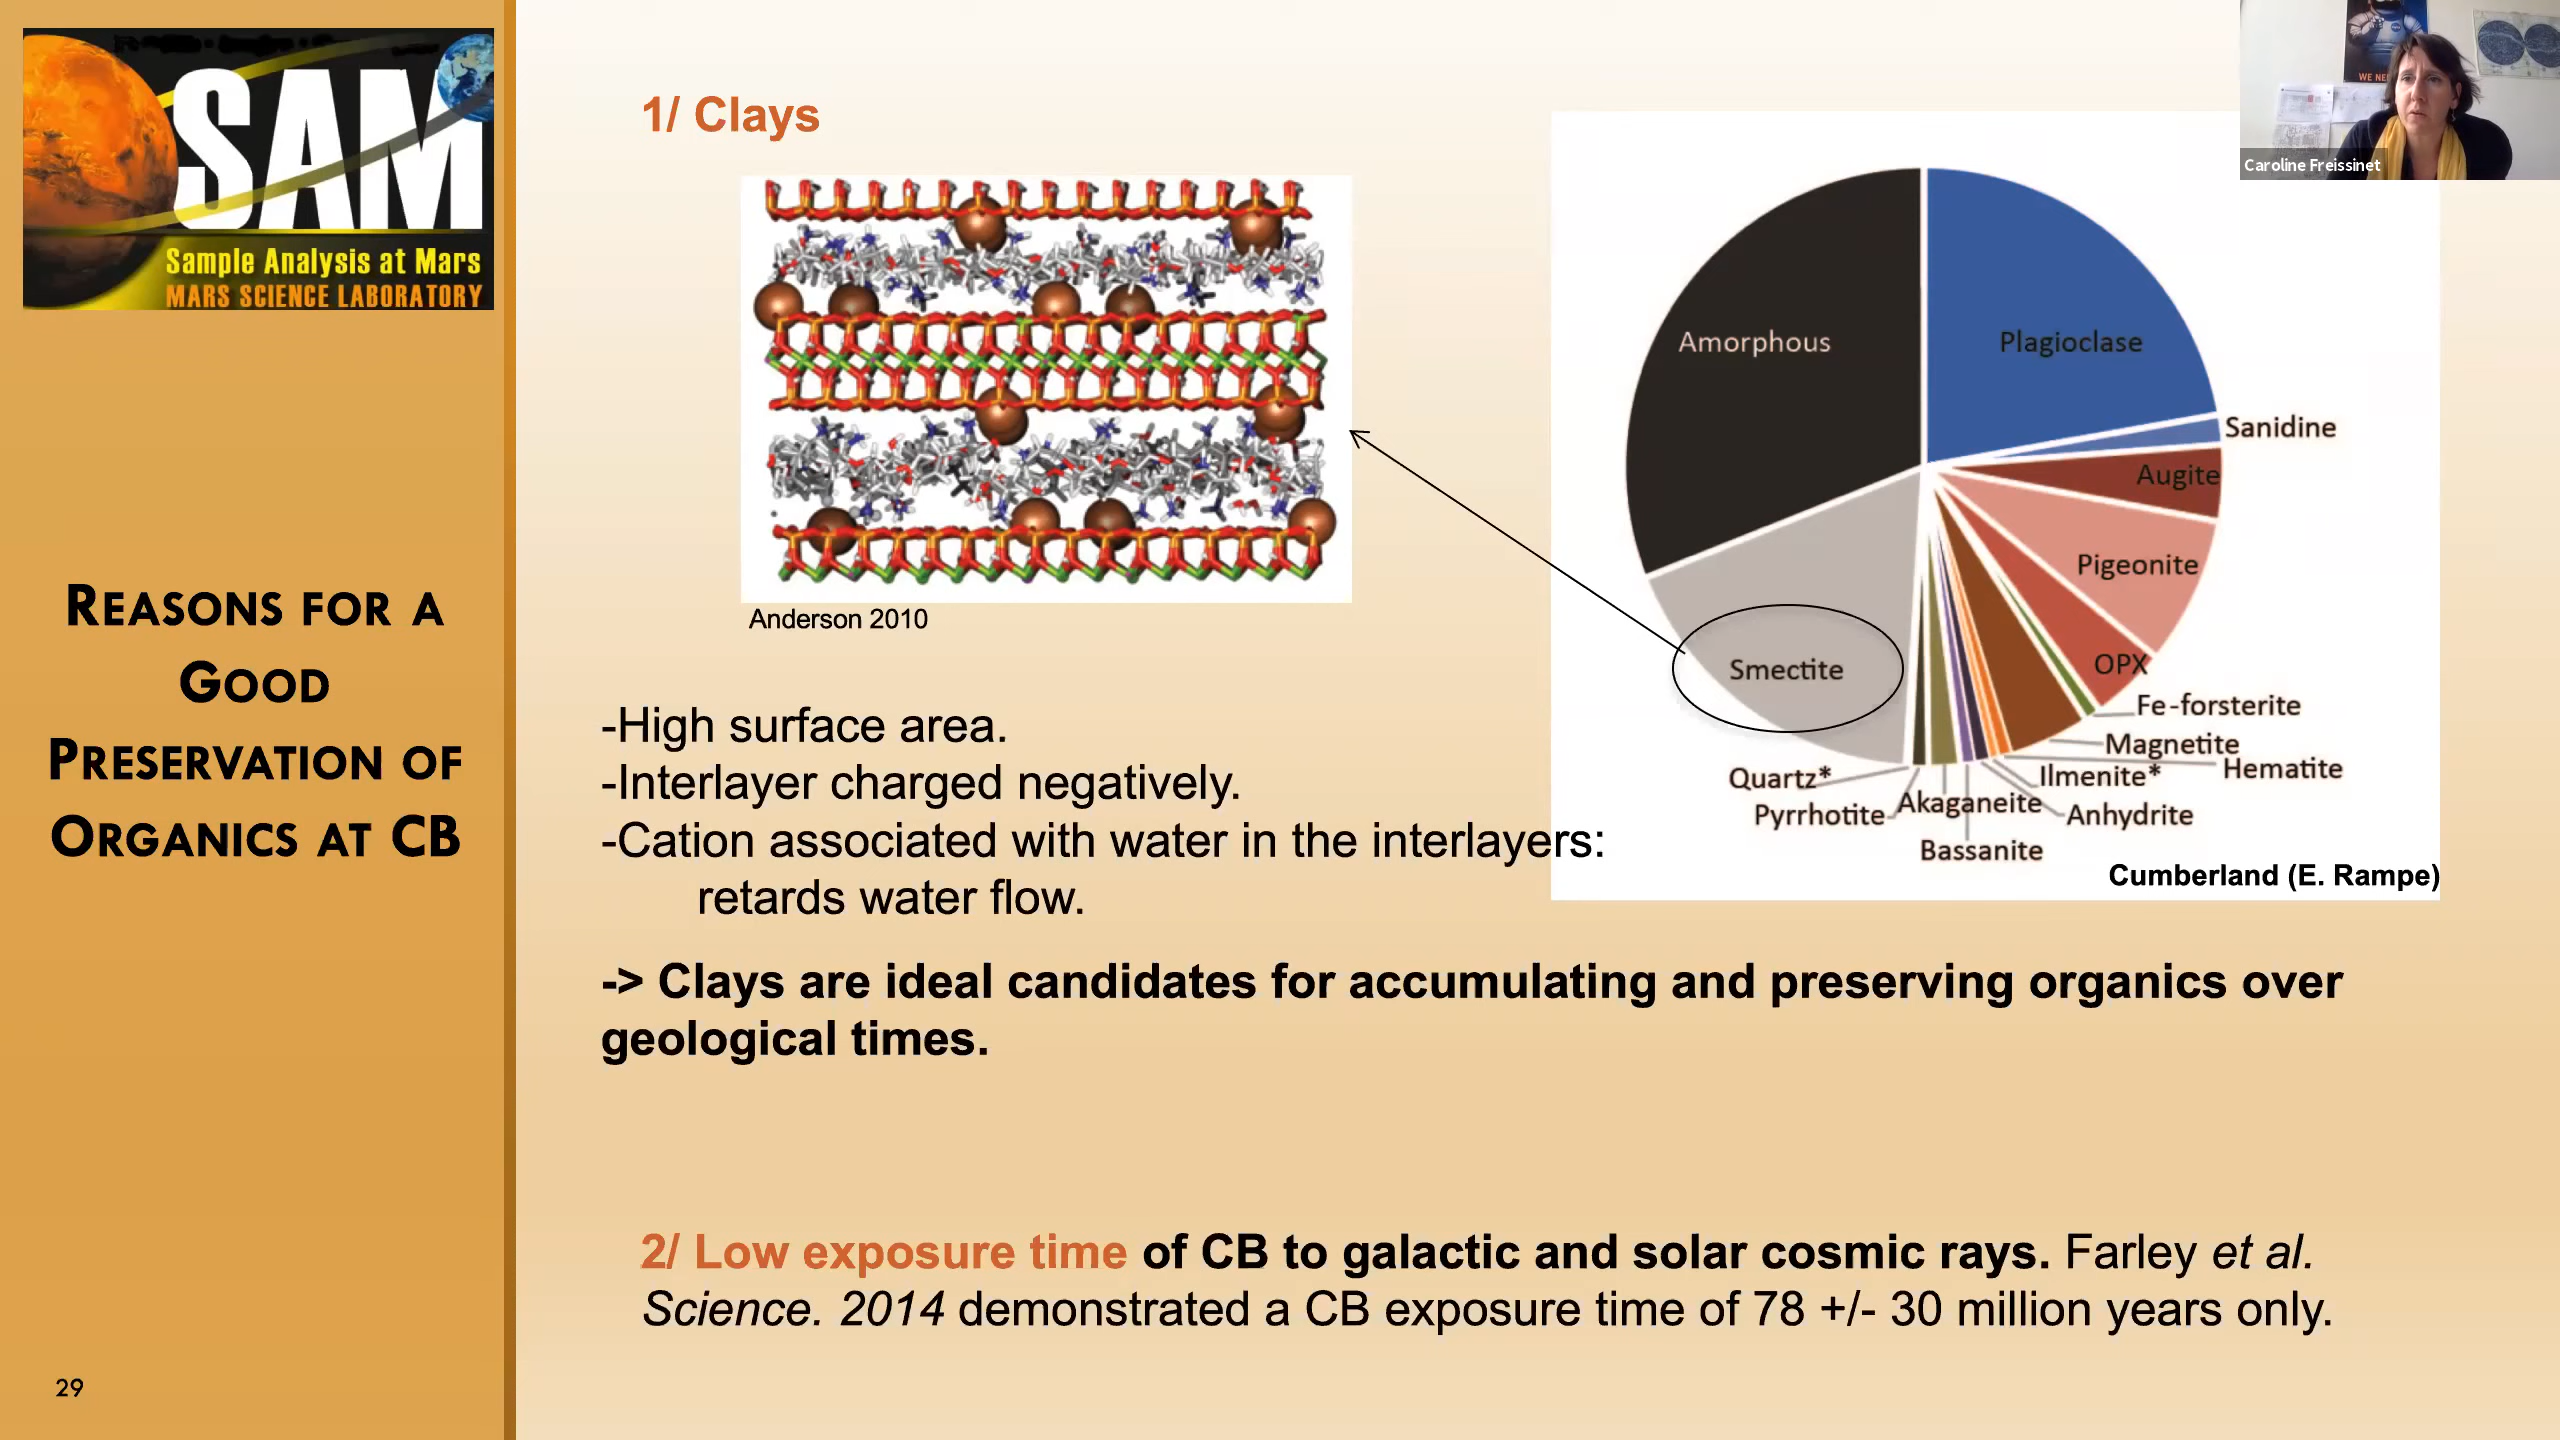 SAM
Sample Analysis at Mars
MARS SCIENCE LABORATORY
REASONS FOR A
GOOD
PRESERVATION OF
ORGANICS AT CB
29
1/ Clays
Anderson 2010
-High surface area.
-Interlayer charged negatively.
-Cation associated with water in the interlayers:
retards water flow.
-> Clays are ideal candidates for accumulating and preserving organics over
geological times.
2/ Low exposure time of CB to galactic and solar cosmic rays. Farley et al.
Science. 2014 demonstrated a CB exposure time of 78 +/- 30 million years only.
Amorphous
Plagioclase
Sanidine
Augite
Pigeonite
OPX
Fe-forsterite
Magnetite
Hematite
Ilmenite*
Anhydrite
Akaganeite
Bassanite
Pyrrhotite
Quartz*
Smectite
Cumberland (E. Rampe)
Caroline Freissinet